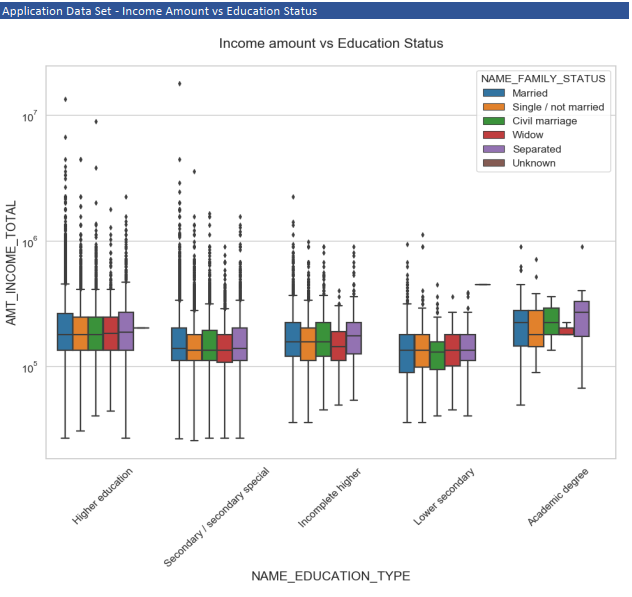 Application Data Set - Income Amount vs Education Status
Income amount vs Education Status
NAME_FAMILY_STATUS
Married
Single / not married
Civil marriage
Widow
Separated
Unknown
10^7
10^6
10^5
AMT_INCOME_TOTAL
Higher education
Secondary / secondary special
Incomplete higher
Lower secondary
Academic degree
NAME_EDUCATION_TYPE